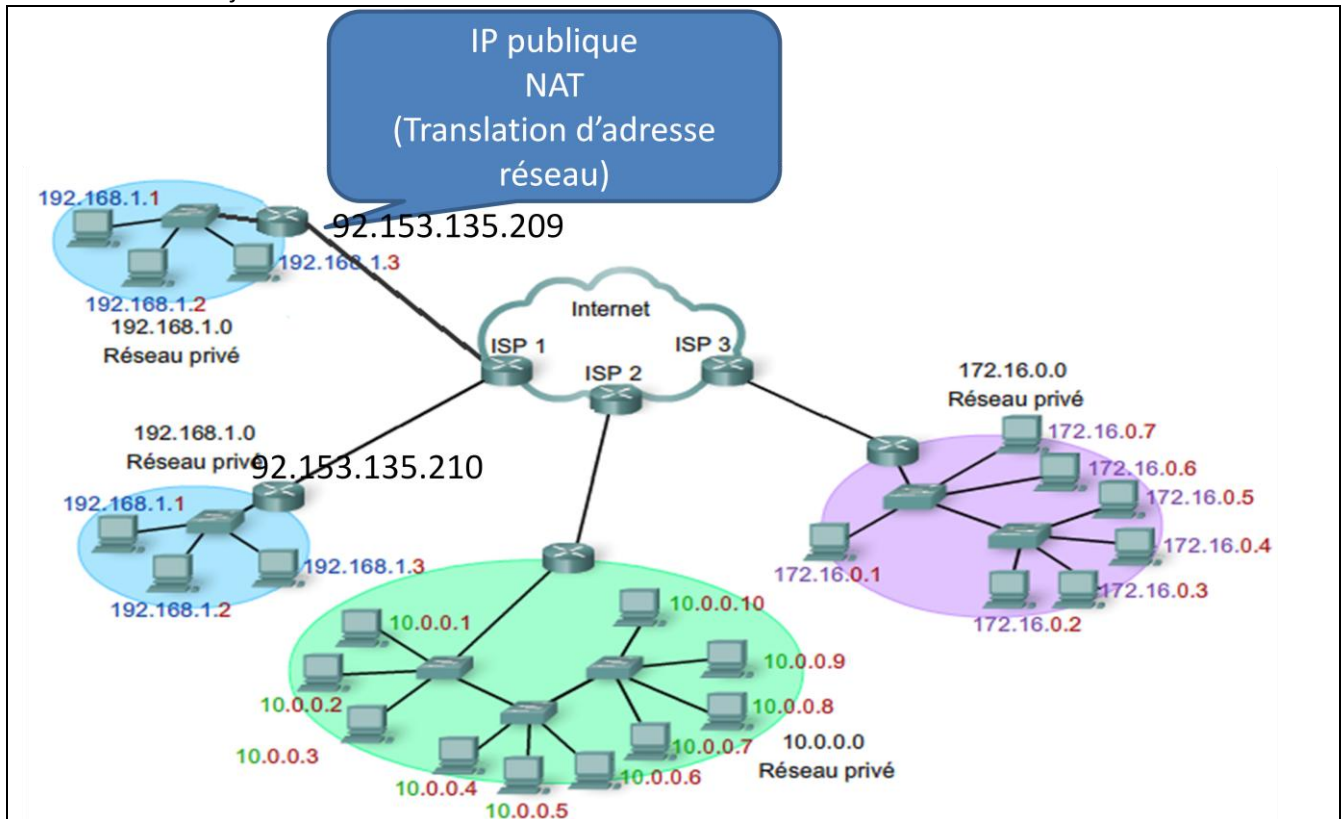 IP publique
NAT
(Translation d'adresse
réseau)
192.168.1.1
92.153.135.209
192.168.1.3
192.168.1.2
192.168.1.0
Réseau privé
Internet
ISP 1
ISP 2
ISP 3
192.168.1.0
Réseau privé
92.153.135.210
192.168.1.1
192.168.1.3
192.168.1.2
172.16.0.0
Réseau privé
172.16.0.7
172.16.0.6
172.16.0.5
172.16.0.4
172.16.0.3
172.16.0.2
172.16.0.1
10.0.0.10
10.0.0.1
10.0.0.9
10.0.0.2
10.0.0.8
10.0.0.3
10.0.0.7
10.0.0.6
10.0.0.4
10.0.0.5
10.0.0.0
Réseau privé